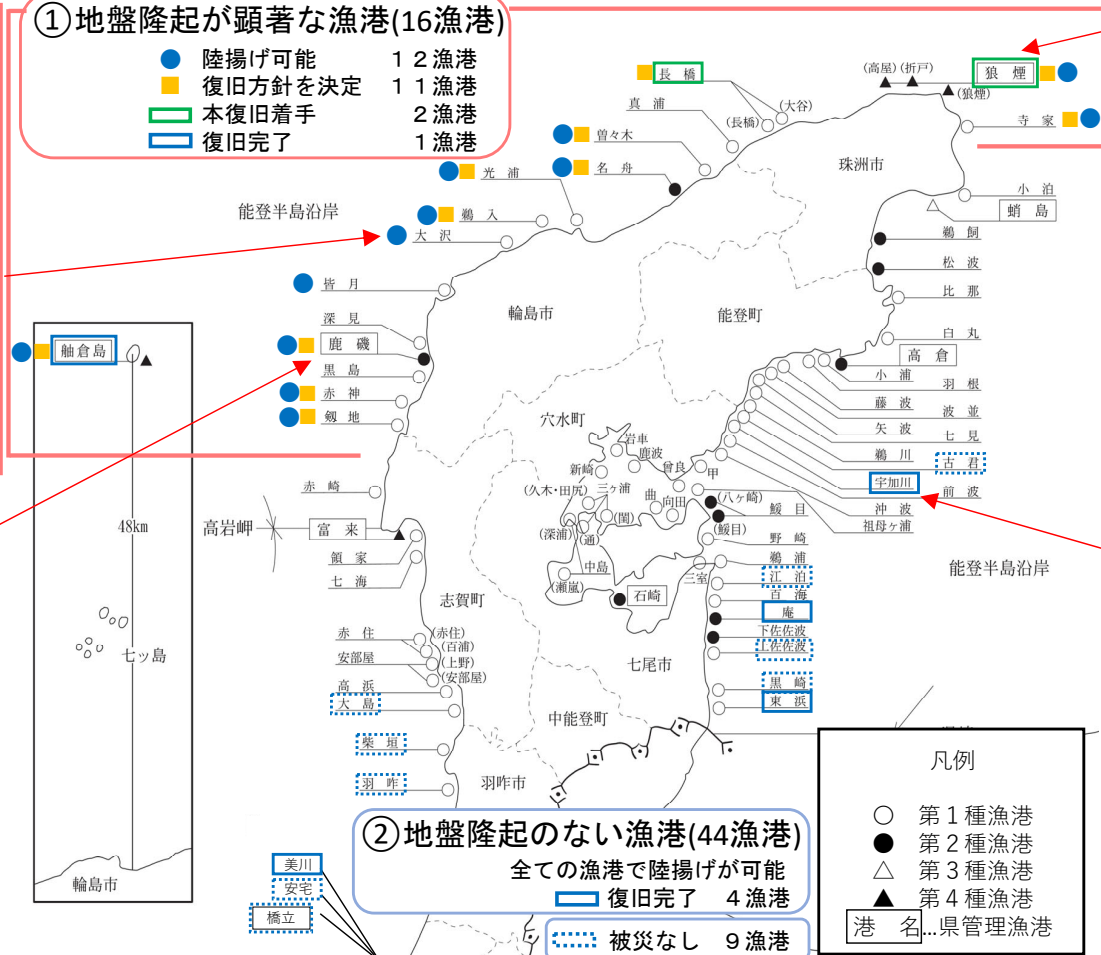 ①地盤隆起が顕著な漁港(16漁港)
陸揚げ可能 １２漁港
復旧方針を決定 １１漁港
本復旧着手 ２漁港
復旧完了 1漁港
長 橋
(高屋)(折戸)
狼 煙
(狼煙)
(大谷)
(長橋)
真 浦
寺 家
曽々木
名 舟
珠洲市
光 浦
小 泊
蛸 島
能登半島沿岸
鵜 入
大 沢
鵜 飼
松 波
皆 月
比 那
輪島市
能登町
深 見
白 丸
舳倉島
鹿 磯
高 倉
黒 島
小 浦
羽 根
赤 神
藤 波
波 並
剱 地
穴水町
矢 波
七 見
岩車
鹿波
鵜 川
古 君
新崎
曽良
甲
宇加川
前 波
赤 崎
(久木・田尻)
三ヶ浦
曲
向田
(八ヶ崎)
沖 波
鰀 目
祖母ヶ浦
48km
高岩岬
富 来
(深浦)
(通)
(閨)
(鰀目)
野 崎
領 家
中島
三室
鵜 浦
能登半島沿岸
七 海
(瀬嵐)
江 泊
志賀町
石崎
百 海
庵
赤 住
(赤住)
下佐佐波
(百浦)
上佐佐波
七ッ島
安部屋
(上野)
七尾市
(安部屋)
高 浜
黒 崎
大 島
東 浜
中能登町
柴 垣
羽 咋
羽咋市
凡例
第１種漁港
第２種漁港
第３種漁港
第４種漁港
港 名…県管理漁港
②地盤隆起のない漁港(44漁港)
全ての漁港で陸揚げが可能
復旧完了 ４漁港
被災なし ９漁港
輪島市
美川
安宅
橋立